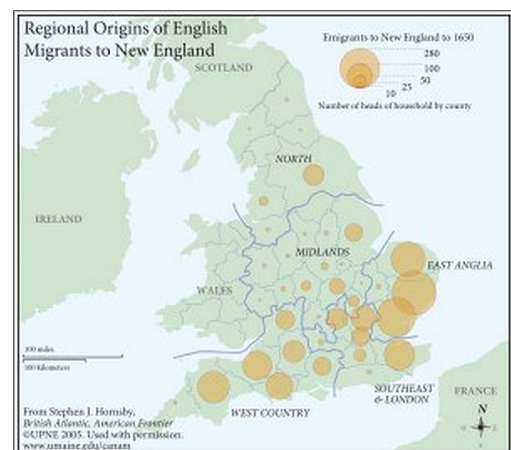 Regional Origins of English
Migrants to New England
Emigrants to New England to 1650
280
100
50
25
10
Number of heads of household by county
SCOTLAND
NORTH
IRELAND
MIDLANDS
EAST ANGLIA
WALES
100 miles
100 kilometers
SOUTHEAST
& LONDON
FRANCE
WEST COUNTRY
N
From Stephen J. Hornsby,
British Atlantic, American Frontier
©UPNE 2005. Used with permission.
www.umaine/canam